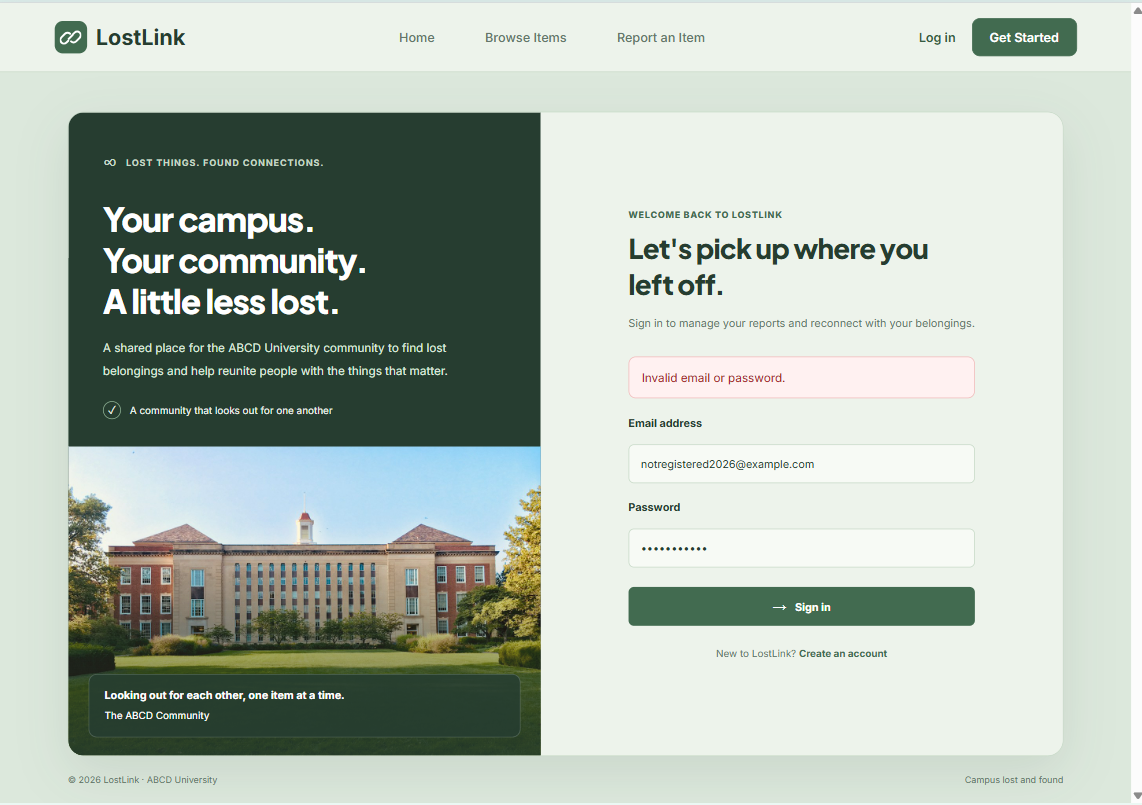 LostLink
Home
Browse Items
Report an Item
Log in
Get Started
LOST THINGS. FOUND CONNECTIONS.
Your campus.
Your community.
A little less lost.
A shared place for the ABCD University community to find lost
belongings and help reunite people with the things that matter.
A community that looks out for one another
Looking out for each other, one item at a time.
The ABCD Community
WELCOME BACK TO LOSTLINK
Let's pick up where you
left off.
Sign in to manage your reports and reconnect with your belongings.
Invalid email or password.
Email address
notregistered2026@example.com
Password
•••••••••••
→ Sign in
New to LostLink? Create an account
© 2026 LostLink · ABCD University
Campus lost and found